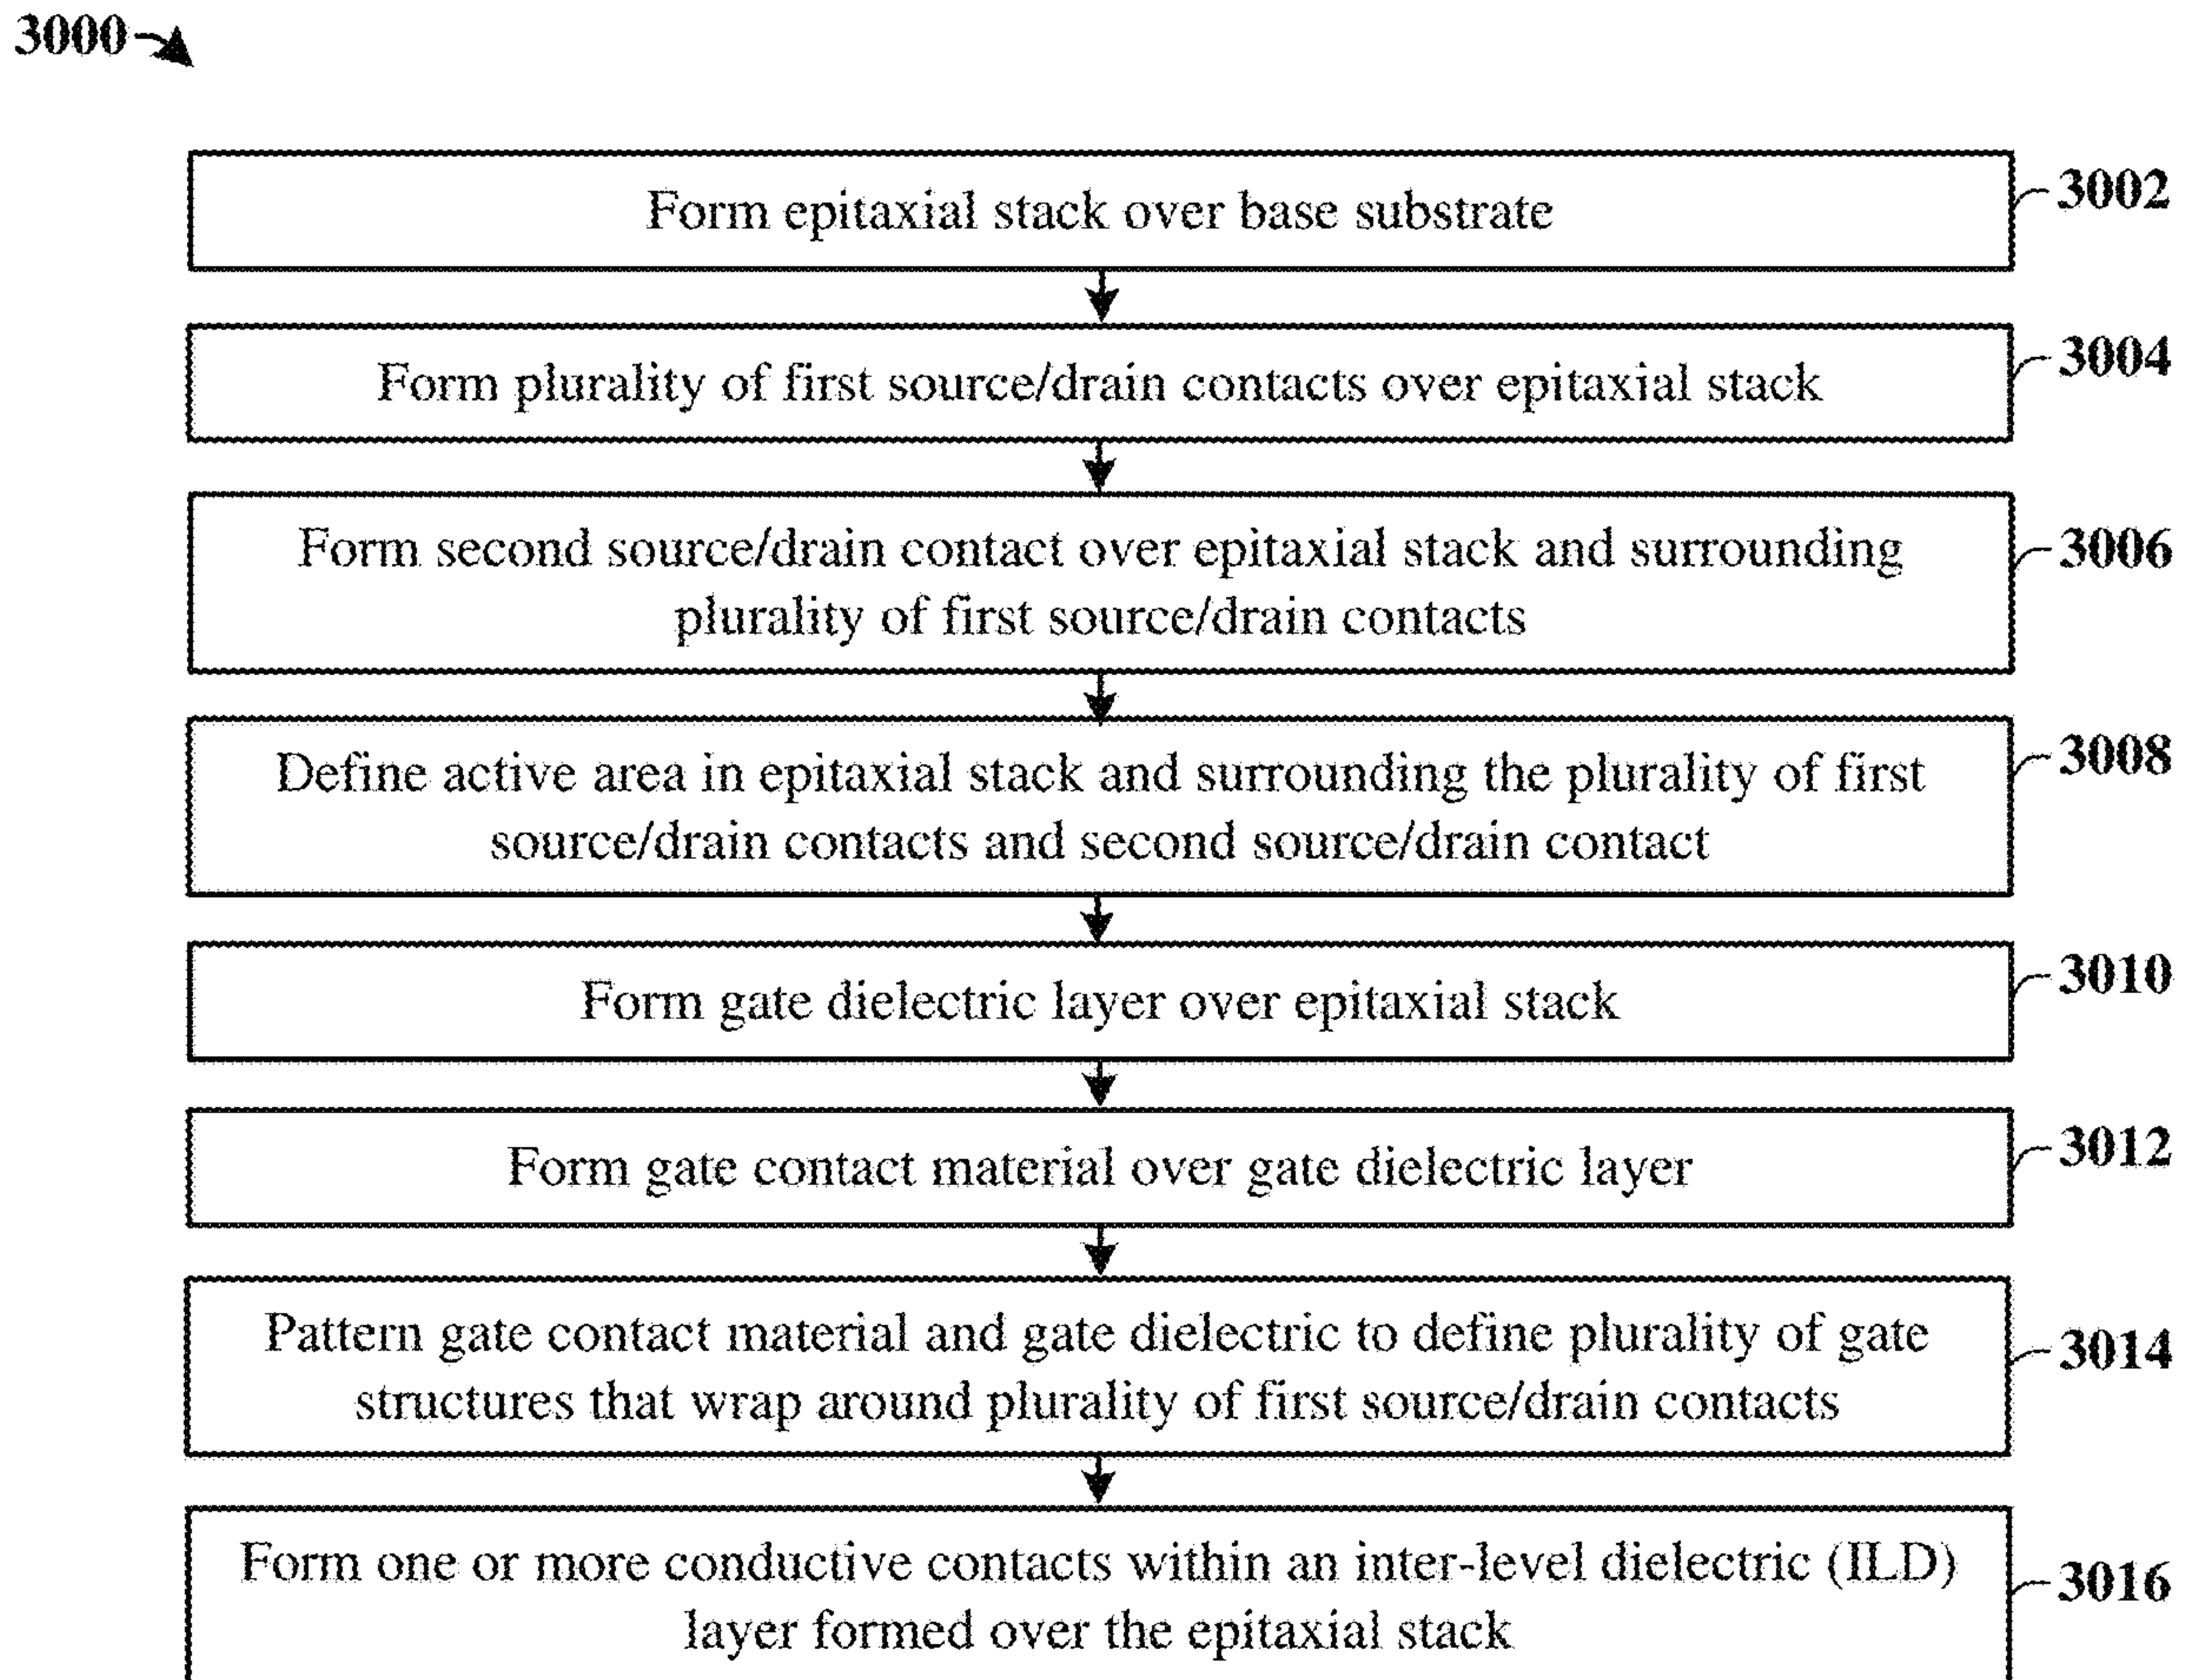 3000
Form epitaxial stack over base substrate
3002
Form plurality of first source/drain contacts over epitaxial stack
3004
Form second source/drain contact over epitaxial stack and surrounding
plurality of first source/drain contacts
3006
Define active area in epitaxial stack and surrounding the plurality of first
source/drain contacts and second source/drain contact
3008
Form gate dielectric layer over epitaxial stack
3010
Form gate contact material over gate dielectric layer
3012
Pattern gate contact material and gate dielectric to define plurality of gate
structures that wrap around plurality of first source/drain contacts
3014
Form one or more conductive contacts within an inter-level dielectric (ILD)
layer formed over the epitaxial stack
3016